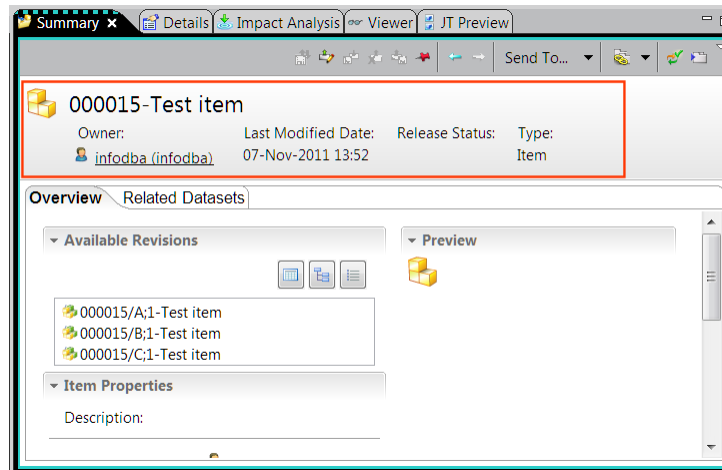 Summary Details Impact Analysis Viewer JT Preview
Send To...
000015-Test item
Owner: Last Modified Date: Release Status: Type:
infodba (infodba) 07-Nov-2011 13:52 Item
Overview Related Datasets
Available Revisions Preview
000015/A;1-Test item
000015/B;1-Test item
000015/C;1-Test item
Item Properties
Description: